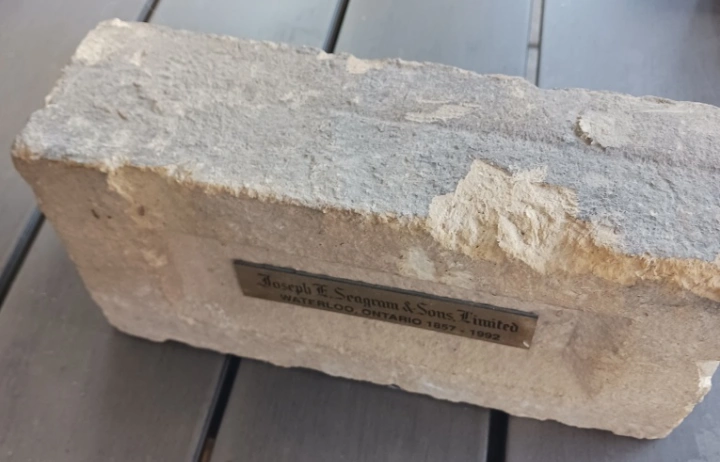 Joseph E. Seagram & Sons, Limited
WATERLOO, ONTARIO 1857 - 1992